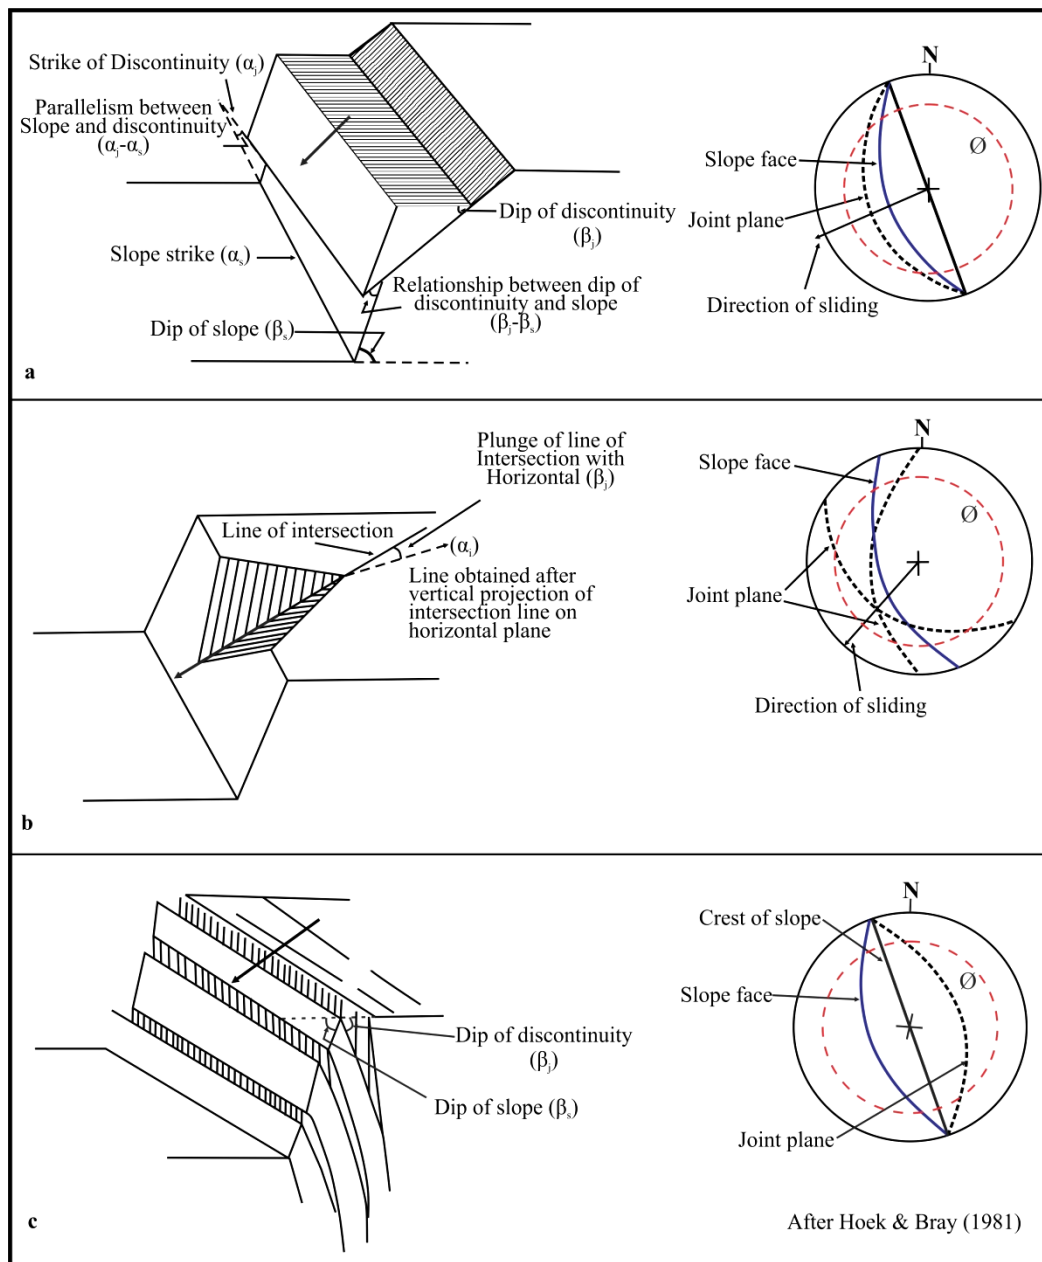 Strike of Discontinuity (αj)
Parallelism between
Slope and discontinuity
(αj-αs)
Slope strike (αs)
Dip of slope (βs)
Dip of discontinuity
(βj)
Relationship between dip of
discontinuity and slope
(βj-βs)
a
N
Ø
Slope face
Joint plane
Direction of sliding
Plunge of line of
Intersection with
Horizontal (βj)
Line of intersection
(αi)
Line obtained after
vertical projection of
intersection line on
horizontal plane
b
N
Slope face
Ø
Joint plane
Direction of sliding
Dip of discontinuity
(βj)
Dip of slope (βs)
c
N
Crest of slope
Ø
Slope face
Joint plane
After Hoek & Bray (1981)